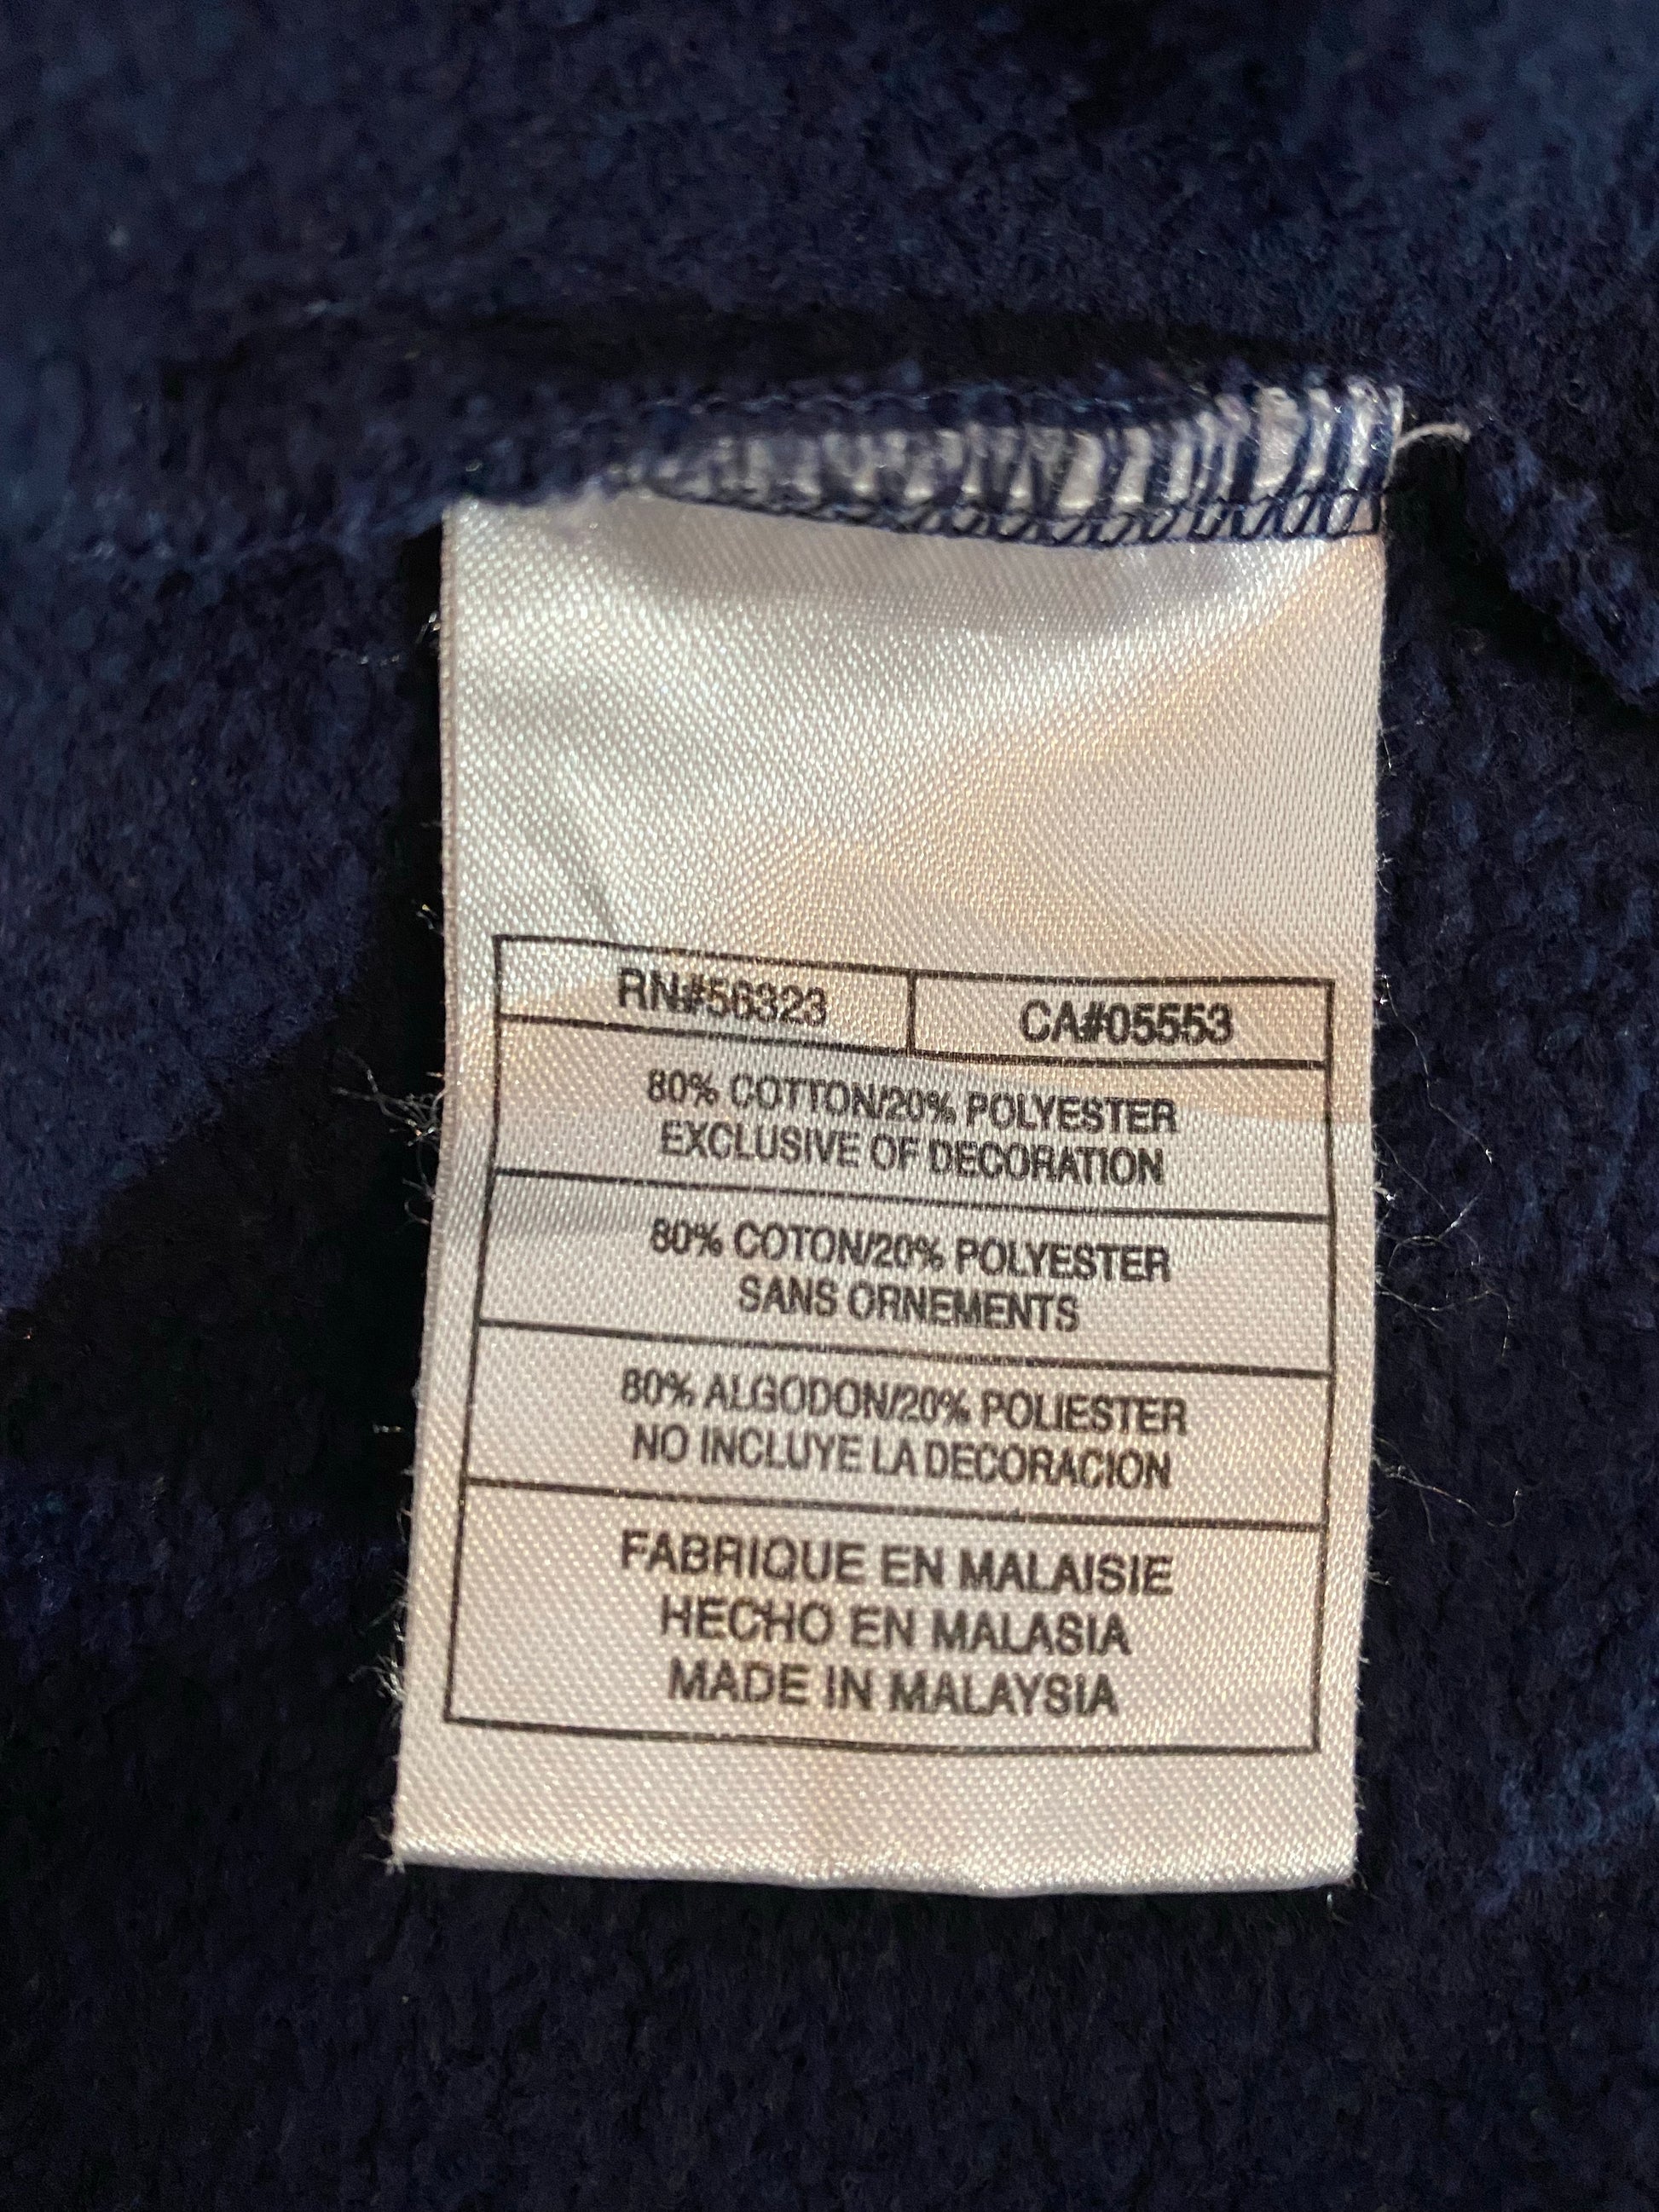 RN#56323 CA#05553
80% COTTON/20% POLYESTER
EXCLUSIVE OF DECORATION
80% COTON/20% POLYESTER
SANS ORNEMENTS
80% ALGODON/20% POLIESTER
NO INCLUYE LA DECORACION
FABRIQUE EN MALAISIE
HECHO EN MALASIA
MADE IN MALAYSIA